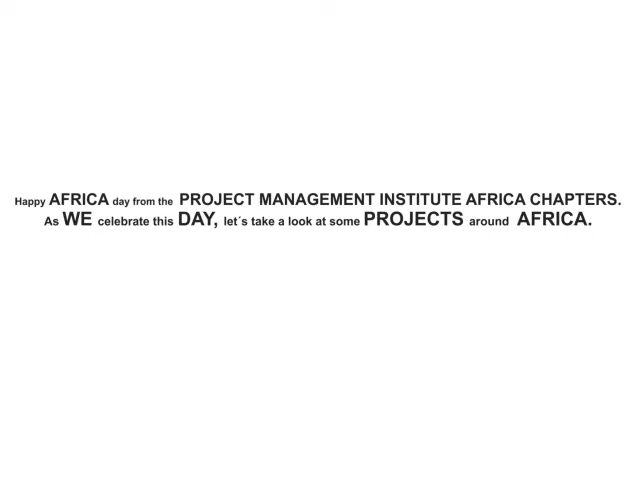 Happy AFRICA day from the PROJECT MANAGEMENT INSTITUTE AFRICA CHAPTERS.
As WE celebrate this DAY, let´s take a look at some PROJECTS around AFRICA.